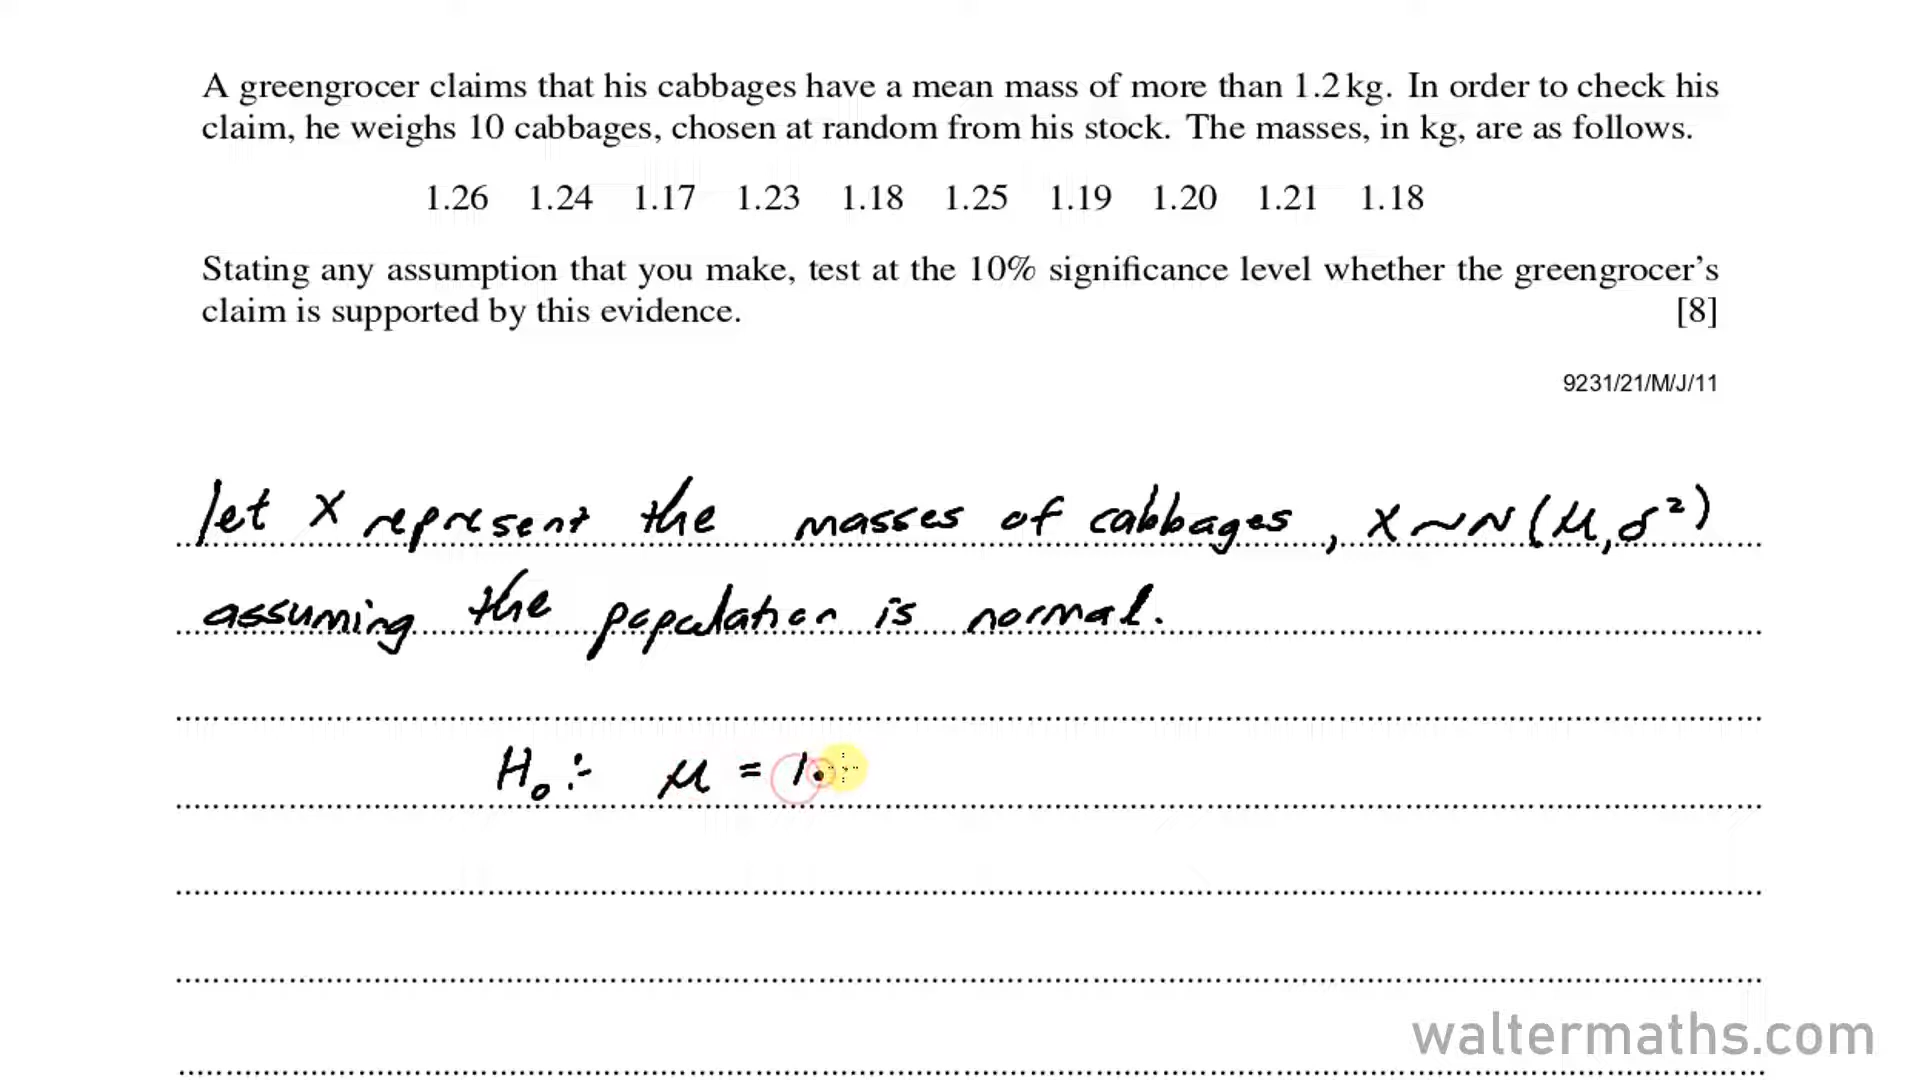 A greengrocer claims that his cabbages have a mean mass of more than 1.2 kg. In order to check his
claim, he weighs 10 cabbages, chosen at random from his stock. The masses, in kg, are as follows.
1.26 1.24 1.17 1.23 1.18 1.25 1.19 1.20 1.21 1.18
Stating any assumption that you make, test at the 10% significance level whether the greengrocer's
claim is supported by this evidence. [8]
9231/21/M/J/11
let X represent the masses of cabbages, X ~ N(μ, σ²)
assuming the population is normal.
H₀ : μ = 1.
waltermaths.com